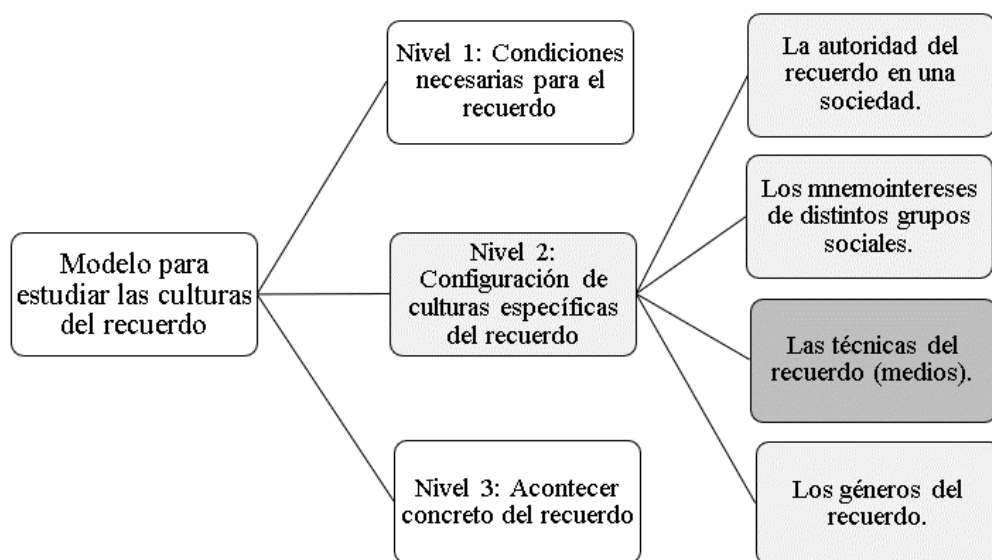 Modelo para
estudiar las culturas
del recuerdo
Nivel 1: Condiciones
necesarias para el
recuerdo
Nivel 2:
Configuración de
culturas específicas
del recuerdo
Nivel 3: Acontecer
concreto del recuerdo
La autoridad del
recuerdo en una
sociedad.
Los mnemointereses
de distintos grupos
sociales.
Las técnicas del
recuerdo (medios).
Los géneros del
recuerdo.